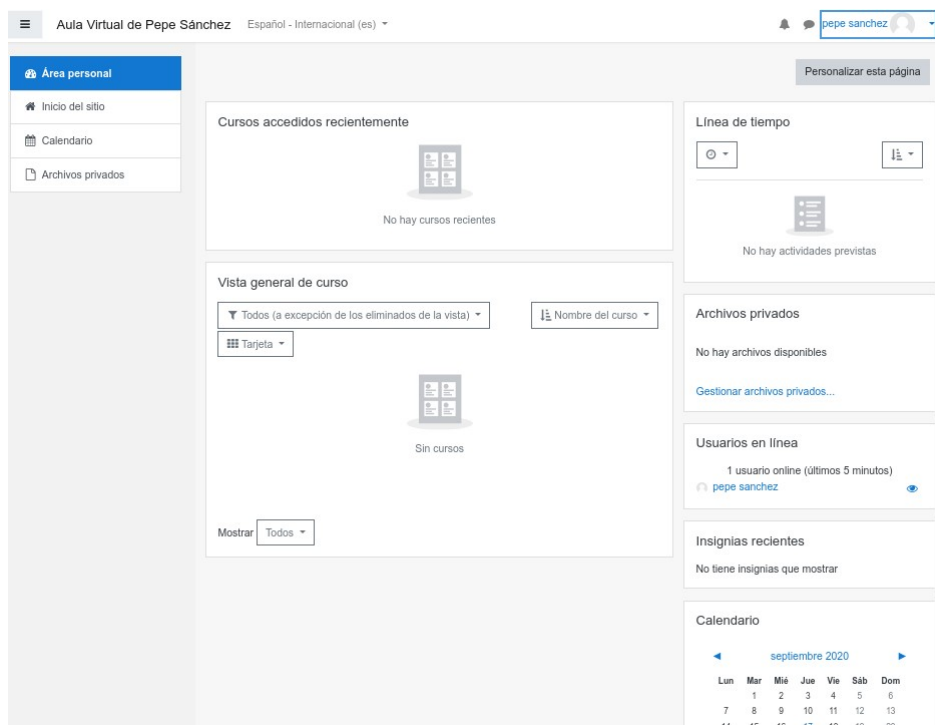 Aula Virtual de Pepe Sánchez Español - Internacional (es)
pepe sanchez
Área personal
Inicio del sitio
Calendario
Archivos privados
Personalizar esta página
Cursos accedidos recientemente
No hay cursos recientes
Vista general de curso
Todos (a excepción de los eliminados de la vista)
Nombre del curso
Tarjeta
Sin cursos
Mostrar Todos
Línea de tiempo
No hay actividades previstas
Archivos privados
No hay archivos disponibles
Gestionar archivos privados...
Usuarios en línea
1 usuario online (últimos 5 minutos)
pepe sanchez
Insignias recientes
No tiene insignias que mostrar
Calendario
septiembre 2020
Lun Mar Mié Jue Vie Sáb Dom
1 2 3 4 5 6
7 8 9 10 11 12 13